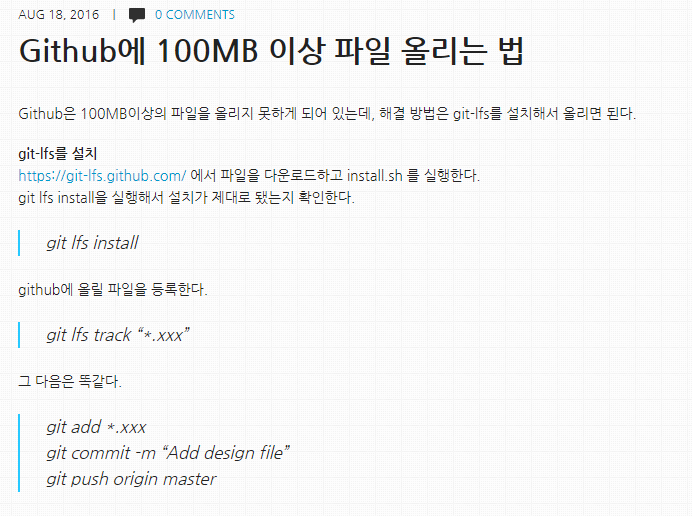 AUG 18, 2016 | 0 COMMENTS
Github에 100MB 이상 파일 올리는 법
Github은 100MB이상의 파일을 올리지 못하게 되어 있는데, 해결 방법은 git-lfs를 설치해서 올리면 된다.
git-lfs를 설치
https://git-lfs.github.com/ 에서 파일을 다운로드하고 install.sh 를 실행한다.
git lfs install을 실행해서 설치가 제대로 됐는지 확인한다.
git lfs install
github에 올릴 파일을 등록한다.
git lfs track “*.xxx”
그 다음은 똑같다.
git add *.xxx
git commit -m “Add design file”
git push origin master